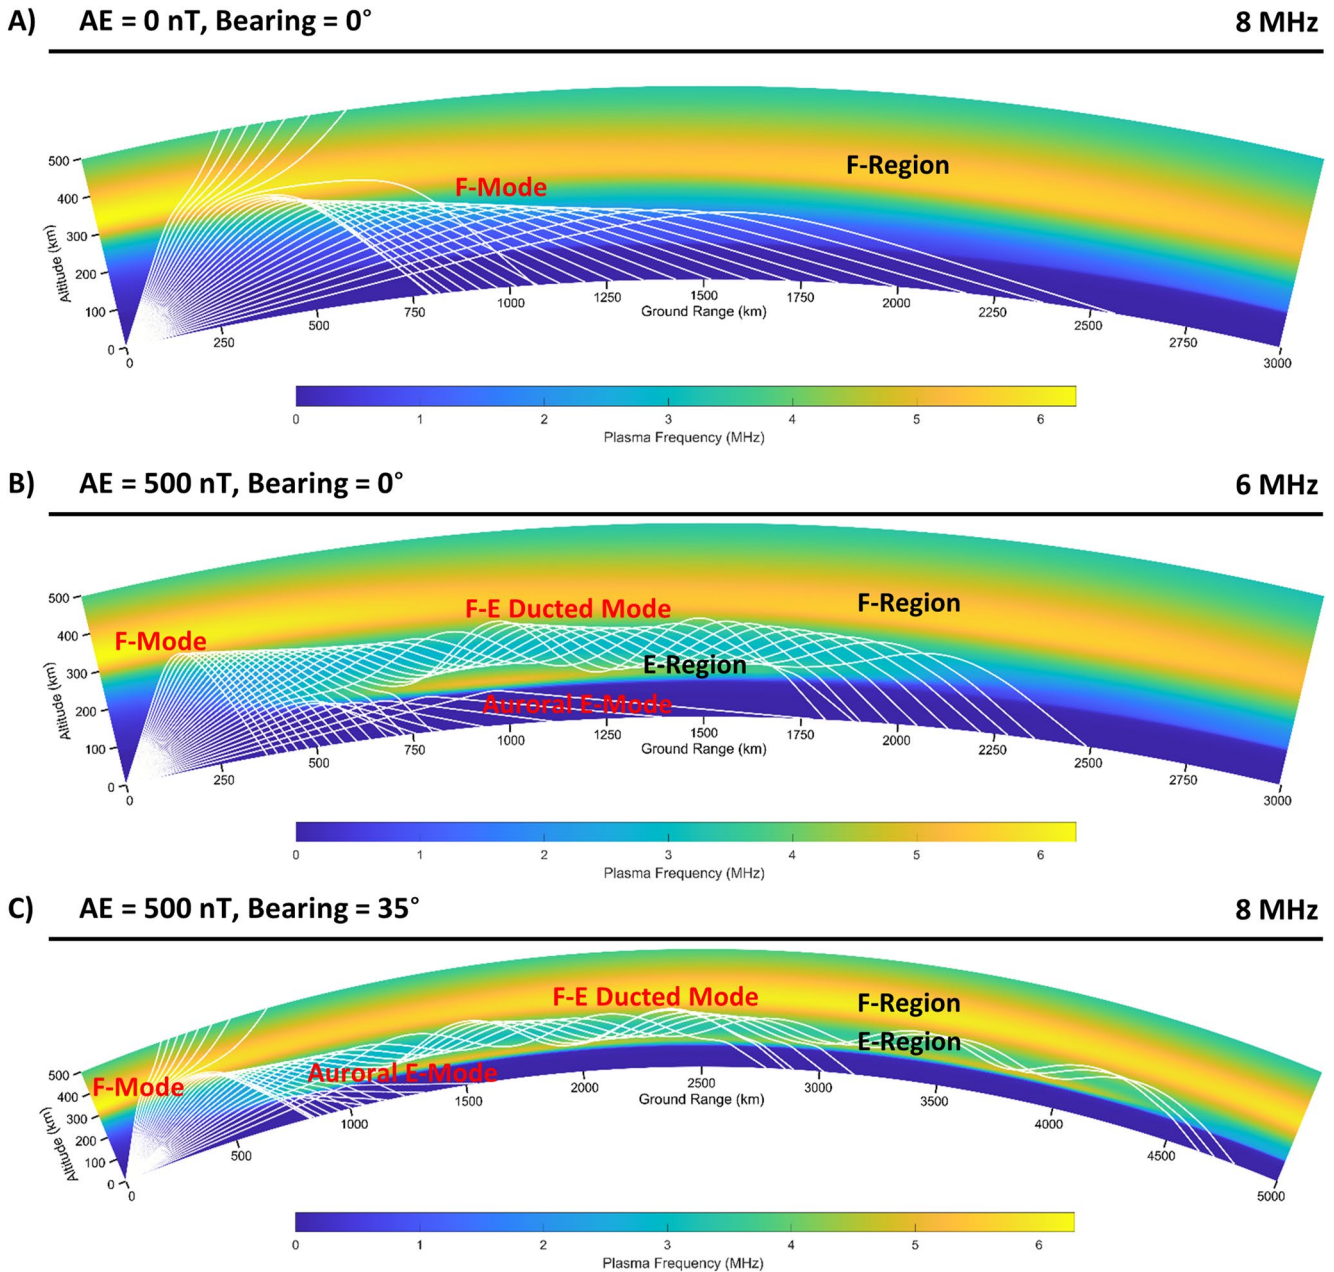 A) AE = 0 nT, Bearing = 0° 8 MHz
F-Region
F-Mode
500
400
300
200
100
0
Altitude (km)
0 250 500 750 1000 1250 1500 1750 2000 2250 2500 2750 3000
Ground Range (km)
0 1 2 3 4 5 6
Plasma Frequency (MHz)
B) AE = 500 nT, Bearing = 0° 6 MHz
F-E Ducted Mode F-Region
F-Mode
E-Region
Auroral E-Mode
500
400
300
200
100
0
Altitude (km)
0 250 500 750 1000 1250 1500 1750 2000 2250 2500 2750 3000
Ground Range (km)
0 1 2 3 4 5 6
Plasma Frequency (MHz)
C) AE = 500 nT, Bearing = 35° 8 MHz
F-E Ducted Mode F-Region
E-Region
Auroral E-Mode
F-Mode
500
400
300
200
100
0
Altitude (km)
0 500 1000 1500 2000 2500 3000 3500 4000 4500 5000
Ground Range (km)
0 1 2 3 4 5 6
Plasma Frequency (MHz)